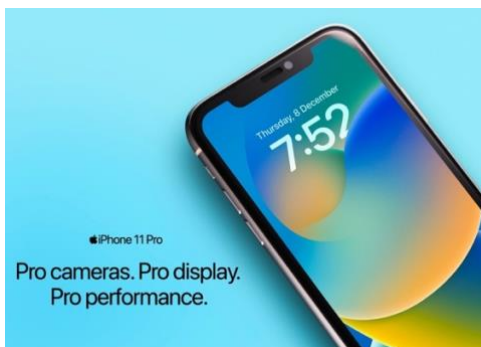 Thursday, 8 December
7:52
iPhone 11 Pro
Pro cameras. Pro display.
Pro performance.